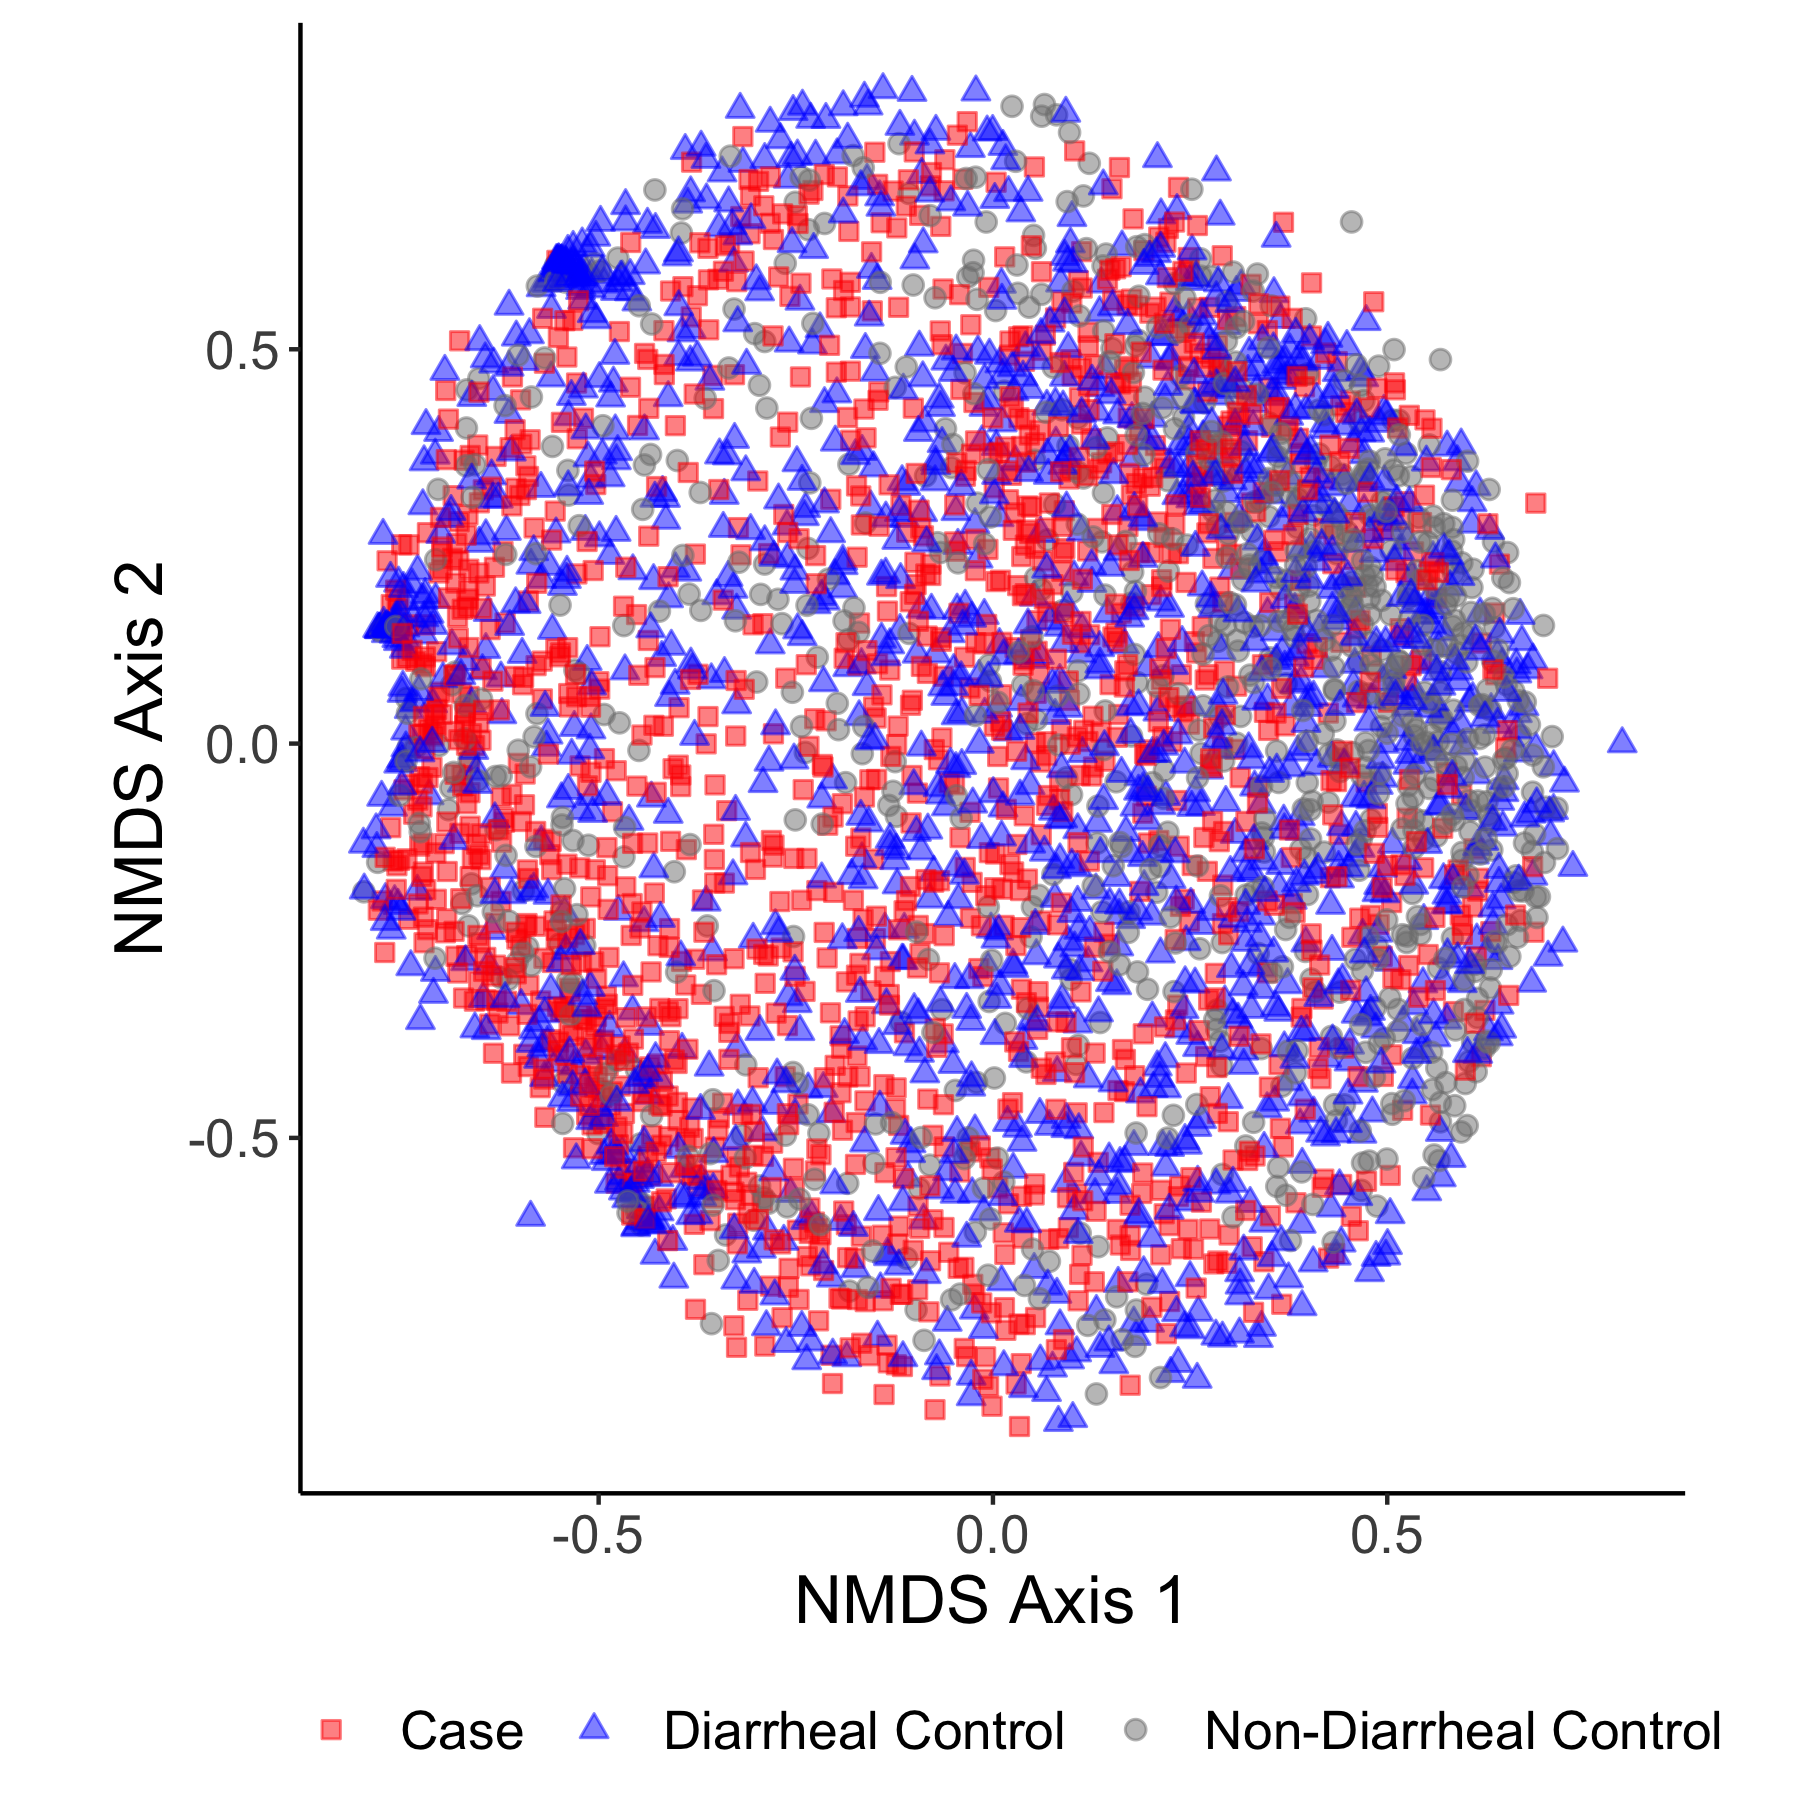 NMDS Axis 2
0.5
0.0
-0.5
-0.5 0.0 0.5
NMDS Axis 1
Case Diarrheal Control Non-Diarrheal Control